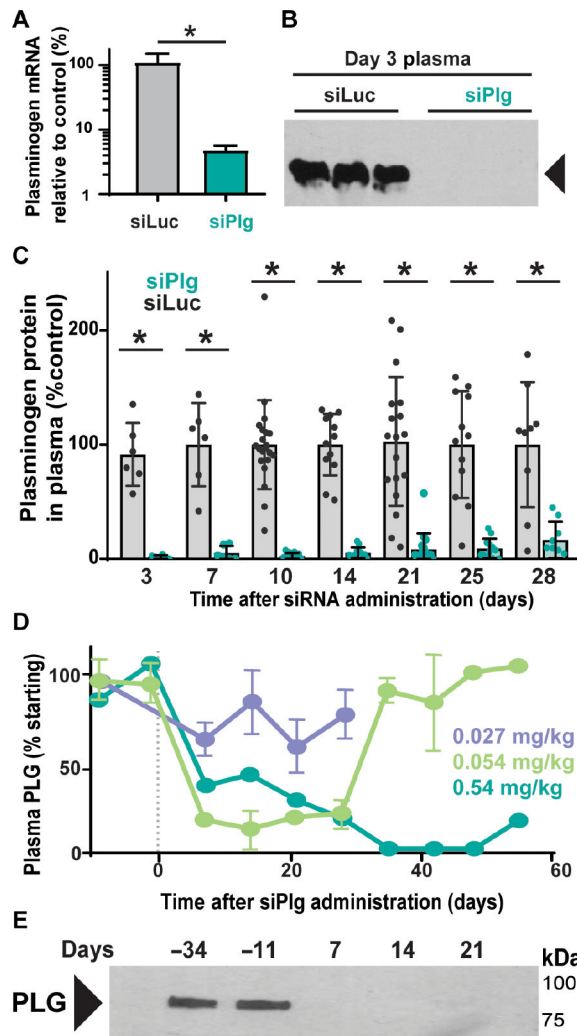 A
Plasminogen mRNA
relative to control (%)
100
10
1
*
siLuc
siPlg
B
Day 3 plasma
siLuc
siPlg
C
siPlg
siLuc
* * * * * * *
Plasminogen protein
in plasma (%control)
200
100
0
3 7 10 14 21 25 28
Time after siRNA administration (days)
D
Plasma PLG (% starting)
100
50
0
0.027 mg/kg
0.054 mg/kg
0.54 mg/kg
0 20 40 60
Time after siPlg administration (days)
E
Days –34 –11 7 14 21 kDa
PLG
100
75